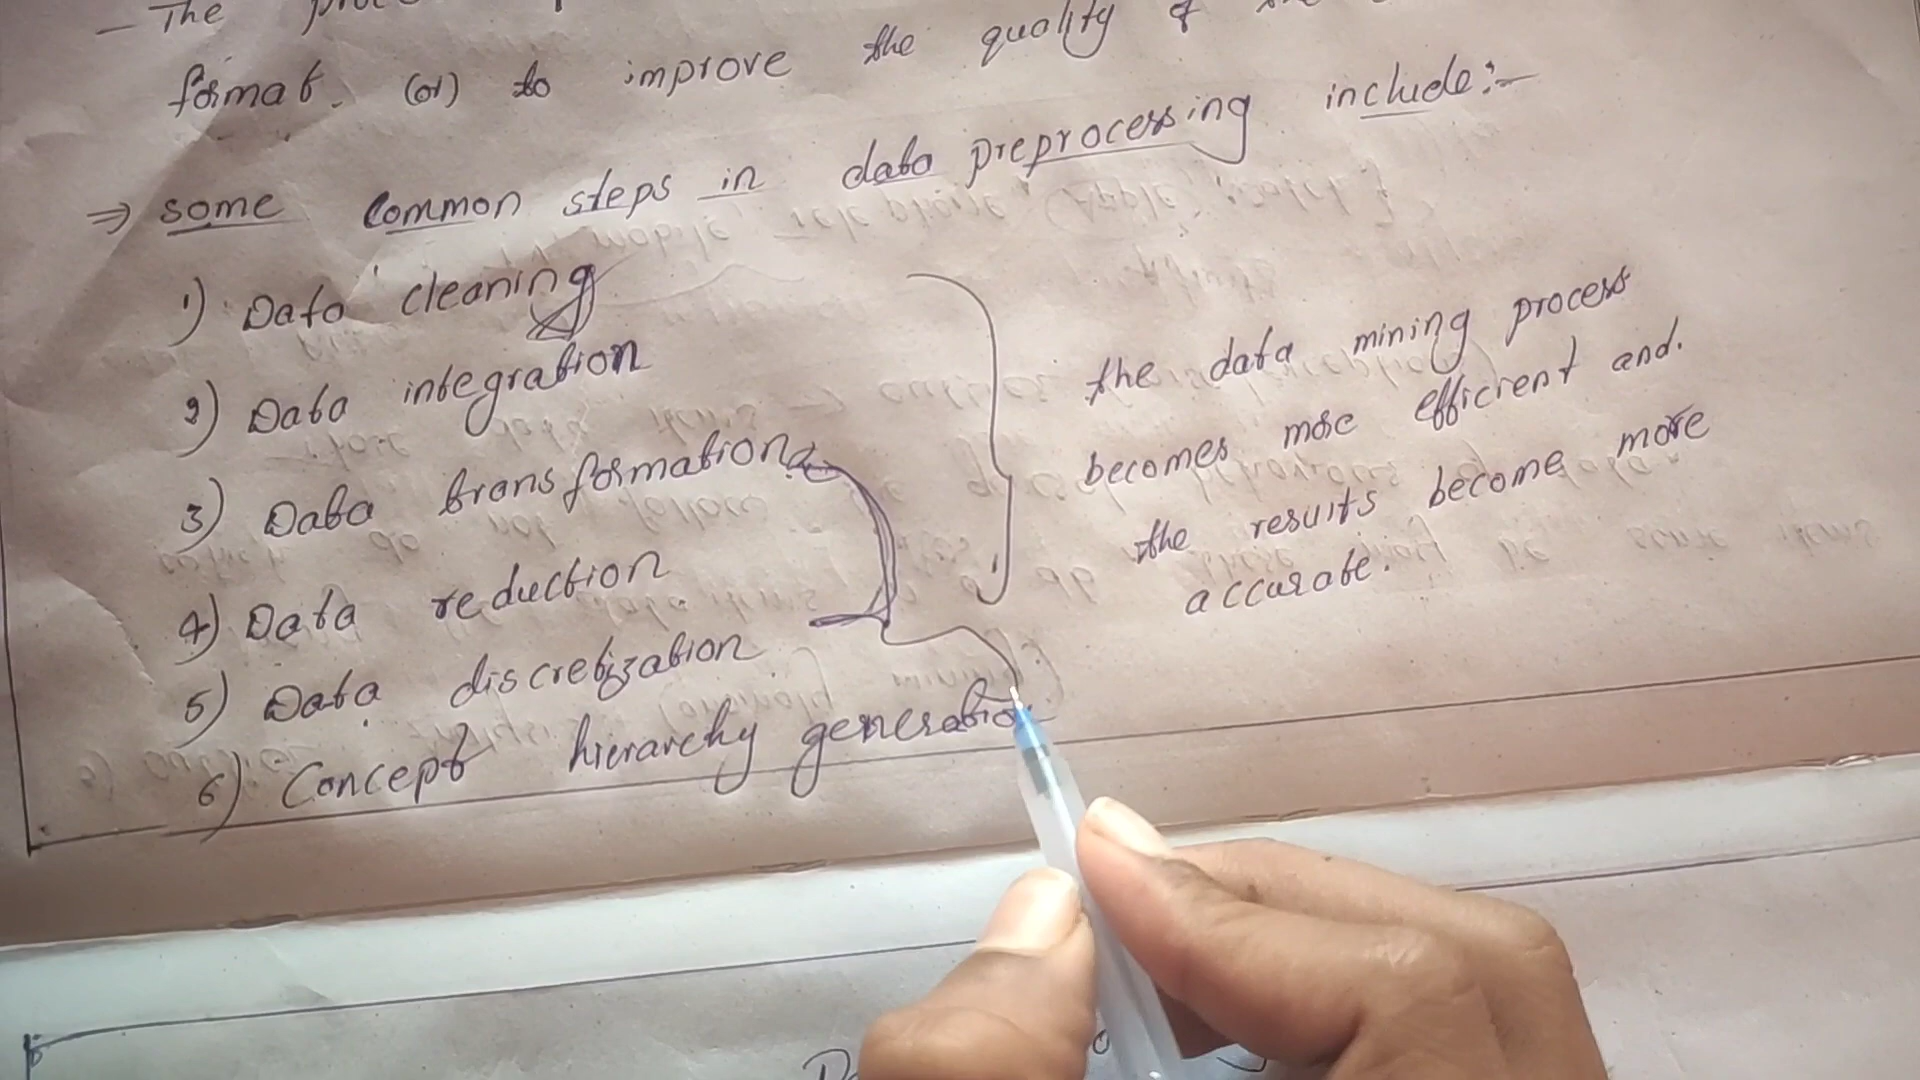 - The
format. (or) to improve the quality of
⇒ some common steps in data preprocessing include:-
1) Data cleaning
2) Data integration
3) Data transformation
4) Data reduction
5) Data discretization
6) Concept hierarchy generation
the data mining process
becomes more efficient and.
the results become more
accurate.